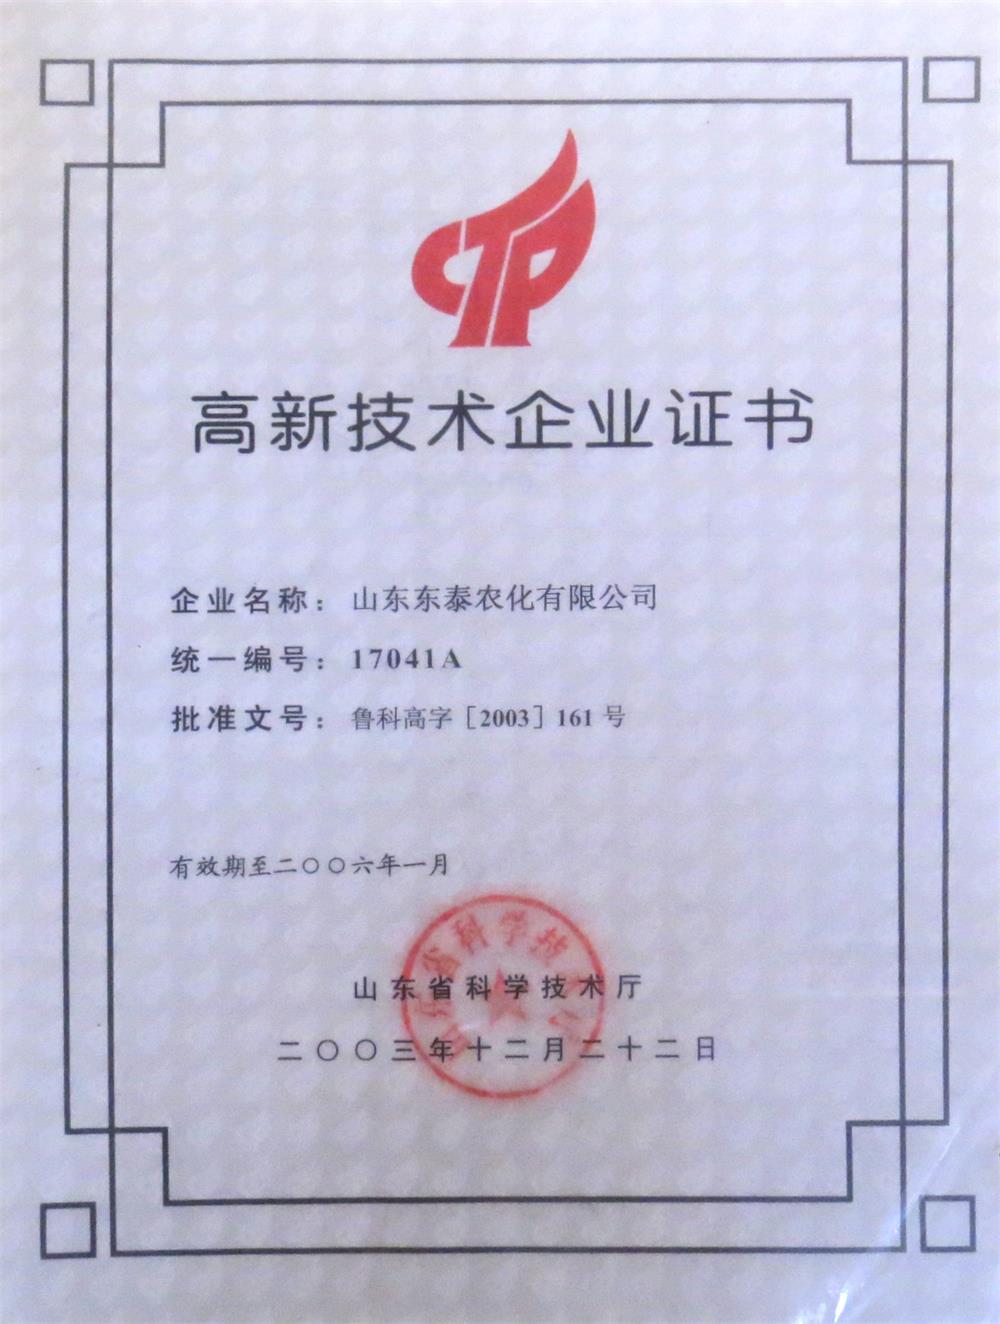 高新技术企业证书
企业名称：山东东泰农化有限公司
统一编号：17041A
批准文号：鲁科高字［2003］161 号
有效期至二〇〇六年一月
山东省科学技术厅
二〇〇三年十二月二十二日